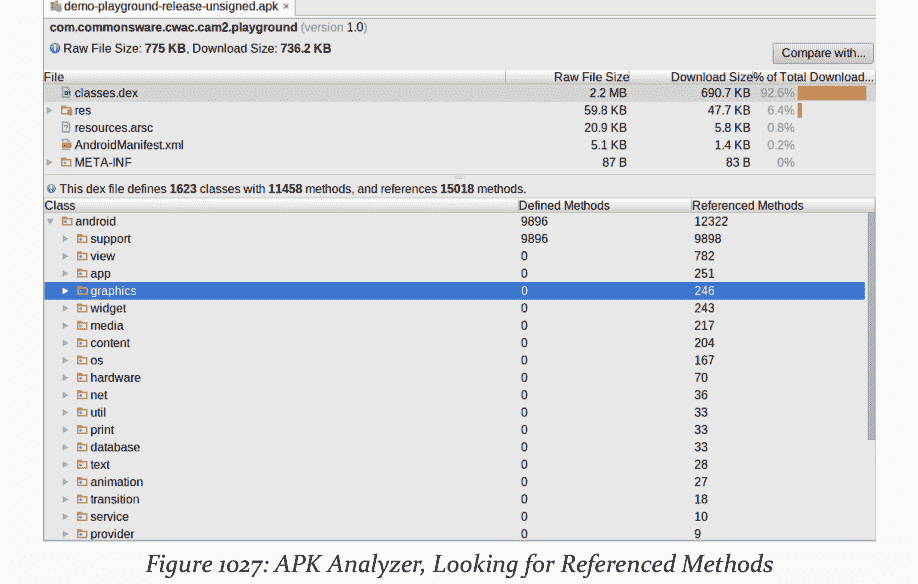 demo-playground-release-unsigned.apk ×
com.commonsware.cwac.cam2.playground (version 1.0)
Raw File Size: 775 KB, Download Size: 736.2 KB
Compare with...
File Raw File Size Download Size % of Total Download...
classes.dex 2.2 MB 690.7 KB 92.6%
res 59.8 KB 47.7 KB 6.4%
resources.arsc 20.9 KB 5.8 KB 0.8%
AndroidManifest.xml 5.1 KB 1.4 KB 0.2%
META-INF 87 B 83 B 0%
This dex file defines 1623 classes with 11458 methods, and references 15018 methods.
Class Defined Methods Referenced Methods
android 9896 12322
support 9896 9898
view 0 782
app 0 251
graphics 0 246
widget 0 243
media 0 217
content 0 204
os 0 167
hardware 0 70
net 0 36
util 0 33
print 0 33
database 0 33
text 0 28
animation 0 27
transition 0 18
service 0 10
provider 0 9
Figure 1027: APK Analyzer, Looking for Referenced Methods